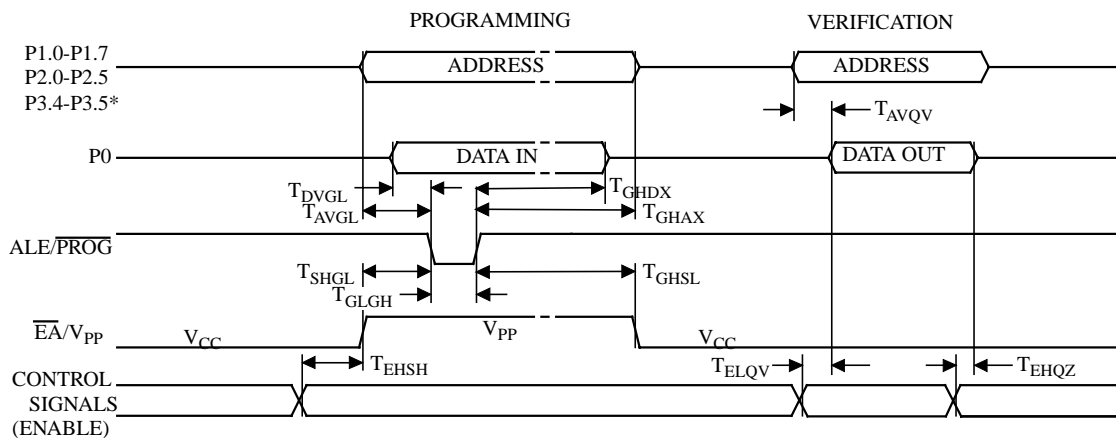 PROGRAMMING VERIFICATION
P1.0-P1.7
P2.0-P2.5
P3.4-P3.5*
ADDRESS ADDRESS
TAVQV
P0 DATA IN DATA OUT
TDVGL TGHDX
TAVGL TGHAX
ALE/PROG
TSHGL TGHSL
TGLGH
EA/VPP VCC VPP VCC
TEHSH TELQV TEHQZ
CONTROL
SIGNALS
(ENABLE)